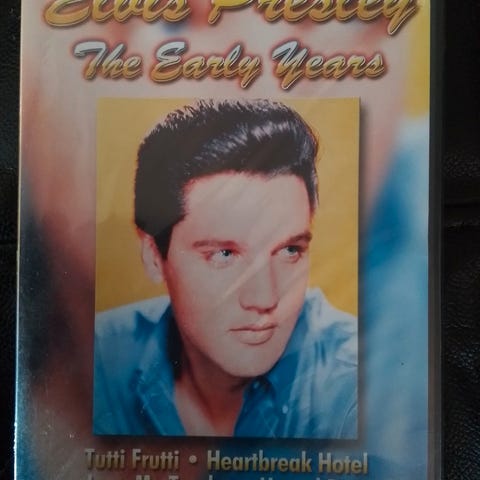 Elvis Presley
The Early Years
Tutti Frutti • Heartbreak Hotel